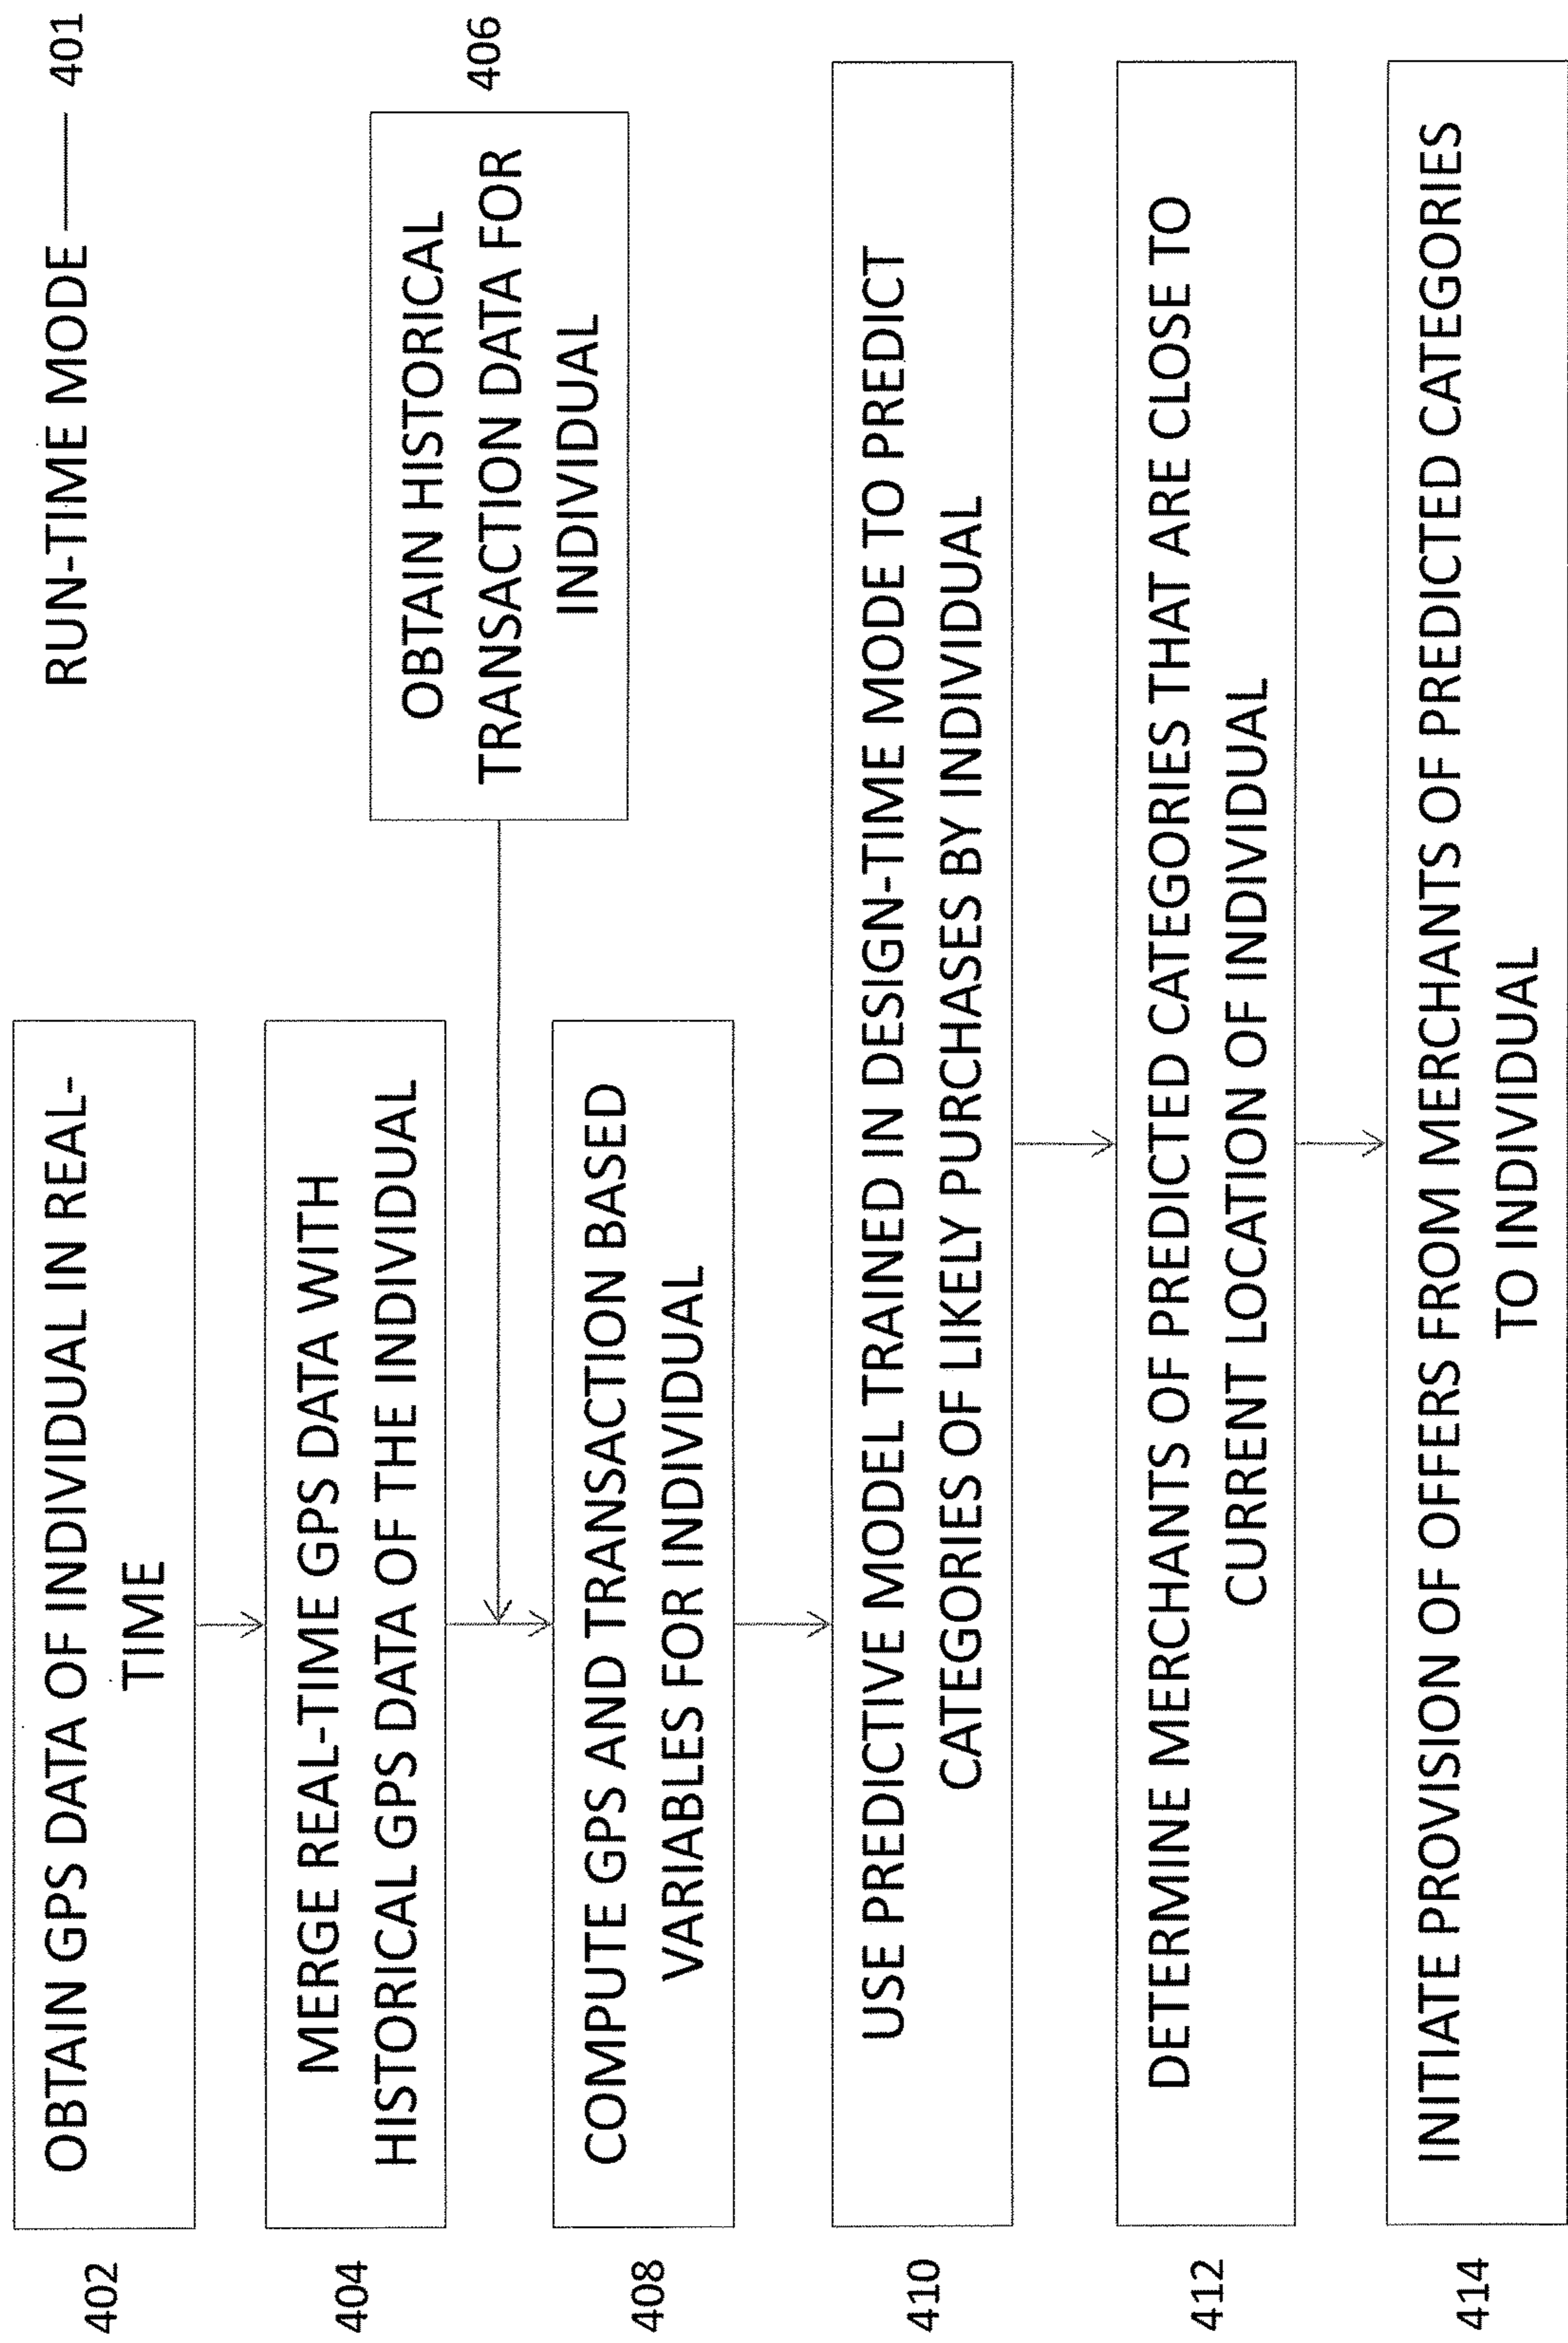 RUN-TIME MODE 401
402
OBTAIN GPS DATA OF INDIVIDUAL IN REAL-
TIME
404
MERGE REAL-TIME GPS DATA WITH
HISTORICAL GPS DATA OF THE INDIVIDUAL
406
OBTAIN HISTORICAL
TRANSACTION DATA FOR
INDIVIDUAL
408
COMPUTE GPS AND TRANSACTION BASED
VARIABLES FOR INDIVIDUAL
410
USE PREDICTIVE MODEL TRAINED IN DESIGN-TIME MODE TO PREDICT
CATEGORIES OF LIKELY PURCHASES BY INDIVIDUAL
412
DETERMINE MERCHANTS OF PREDICTED CATEGORIES THAT ARE CLOSE TO
CURRENT LOCATION OF INDIVIDUAL
414
INITIATE PROVISION OF OFFERS FROM MERCHANTS OF PREDICTED CATEGORIES
TO INDIVIDUAL